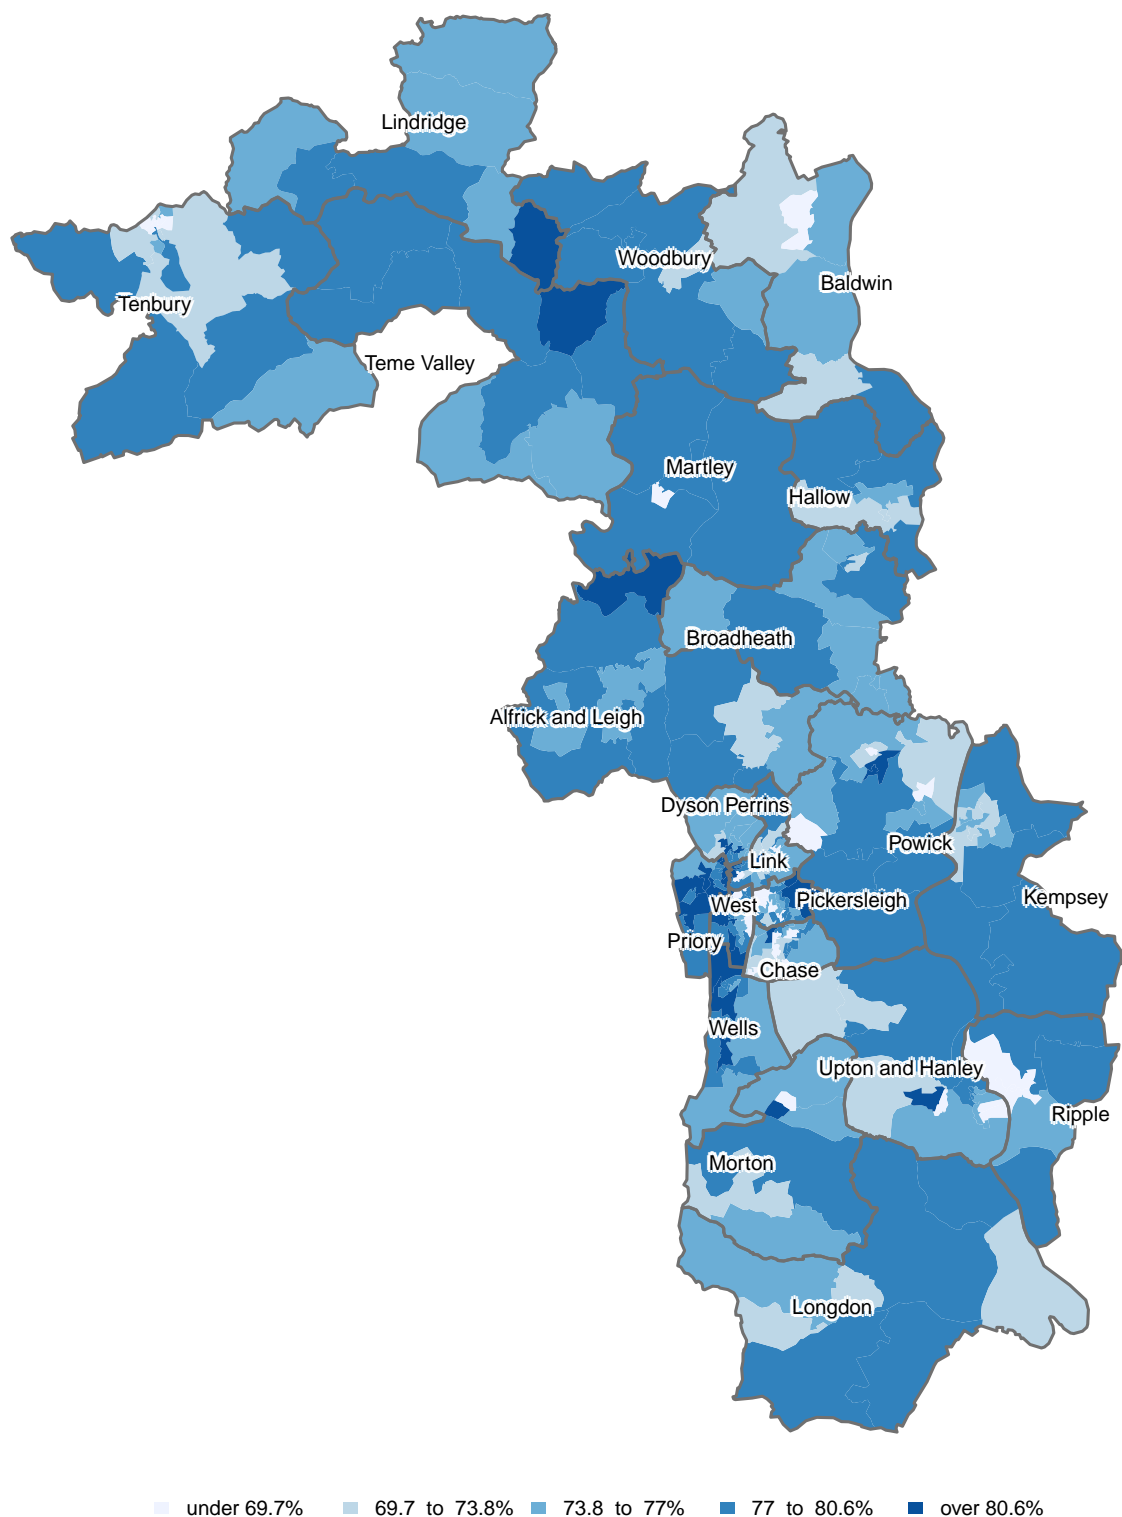 Lindridge
Woodbury
Baldwin
Tenbury
Teme Valley
Martley
Hallow
Broadheath
Alfrick and Leigh
Dyson Perrins
Powick
Link
Kempsey
West
Pickersleigh
Priory
Chase
Wells
Upton and Hanley
Ripple
Morton
Longdon
under 69.7% 69.7 to 73.8% 73.8 to 77% 77 to 80.6% over 80.6%